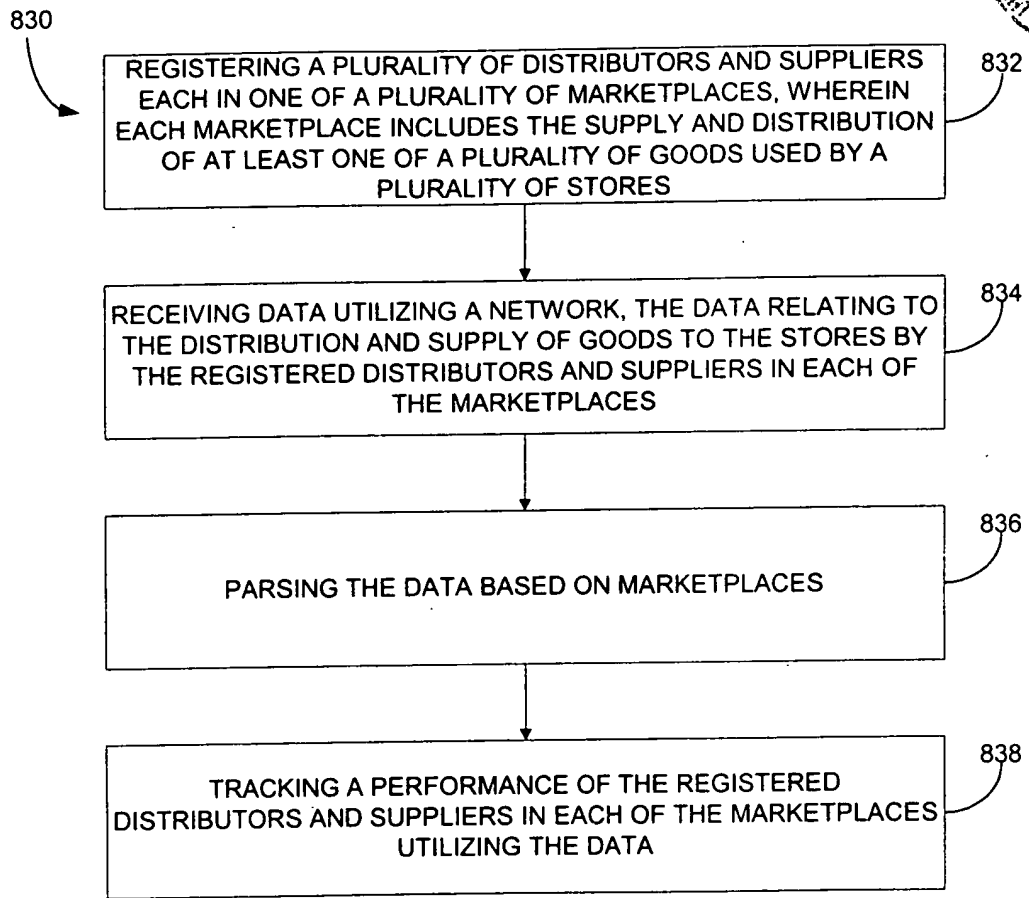 830
REGISTERING A PLURALITY OF DISTRIBUTORS AND SUPPLIERS
EACH IN ONE OF A PLURALITY OF MARKETPLACES, WHEREIN
EACH MARKETPLACE INCLUDES THE SUPPLY AND DISTRIBUTION
OF AT LEAST ONE OF A PLURALITY OF GOODS USED BY A
PLURALITY OF STORES
832
RECEIVING DATA UTILIZING A NETWORK, THE DATA RELATING TO
THE DISTRIBUTION AND SUPPLY OF GOODS TO THE STORES BY
THE REGISTERED DISTRIBUTORS AND SUPPLIERS IN EACH OF
THE MARKETPLACES
834
PARSING THE DATA BASED ON MARKETPLACES
836
TRACKING A PERFORMANCE OF THE REGISTERED
DISTRIBUTORS AND SUPPLIERS IN EACH OF THE MARKETPLACES
UTILIZING THE DATA
838